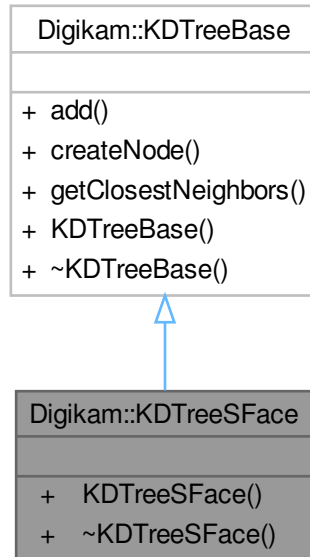 Digikam::KDTreeBase
+ add()
+ createNode()
+ getClosestNeighbors()
+ KDTreeBase()
+ ~KDTreeBase()
Digikam::KDTreeSFace
+ KDTreeSFace()
+ ~KDTreeSFace()